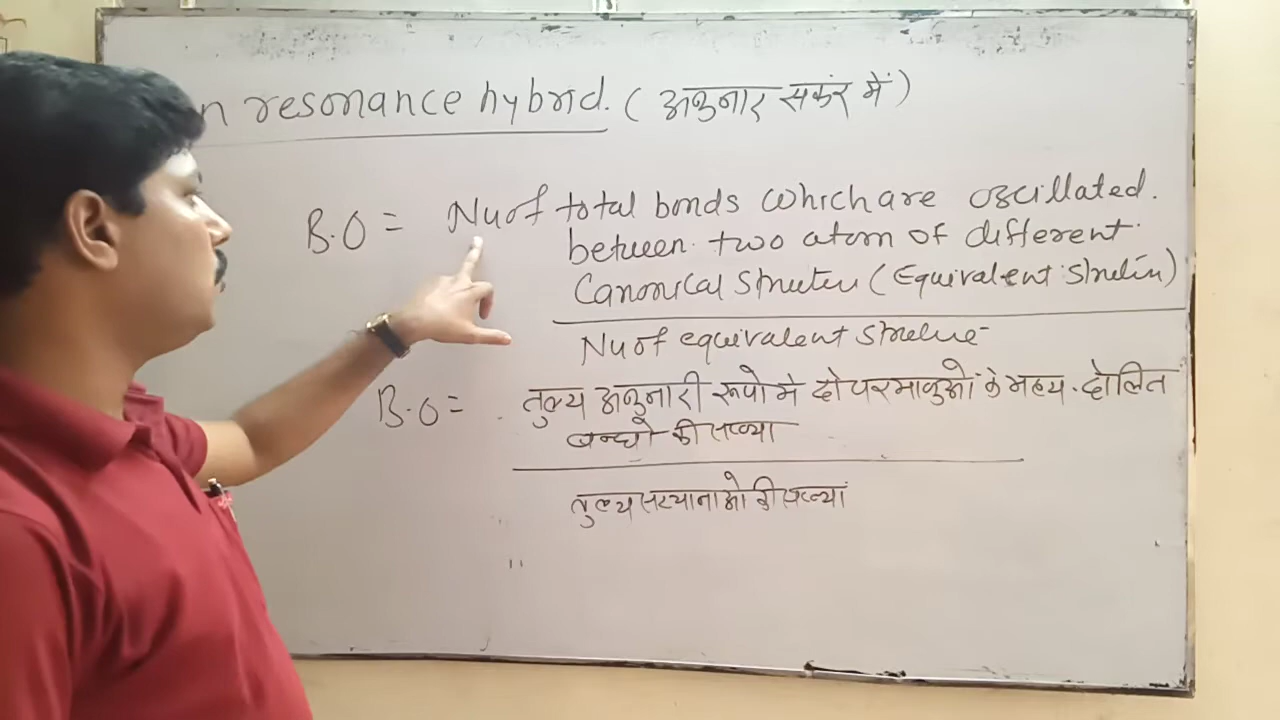 n resonance hybrid. (अनुनाद संकर में)
B.O = Nu of total bonds which are oscillated.
between two atom of different
Canonical Structure (Equivalent Structure)
Nu of equivalent structure
B.O = तुल्य अनुनादी रूपो मे दो परमाणुओं के मध्य दोलित
बन्धो की संख्या
तुल्य संरचनाओ की संख्या